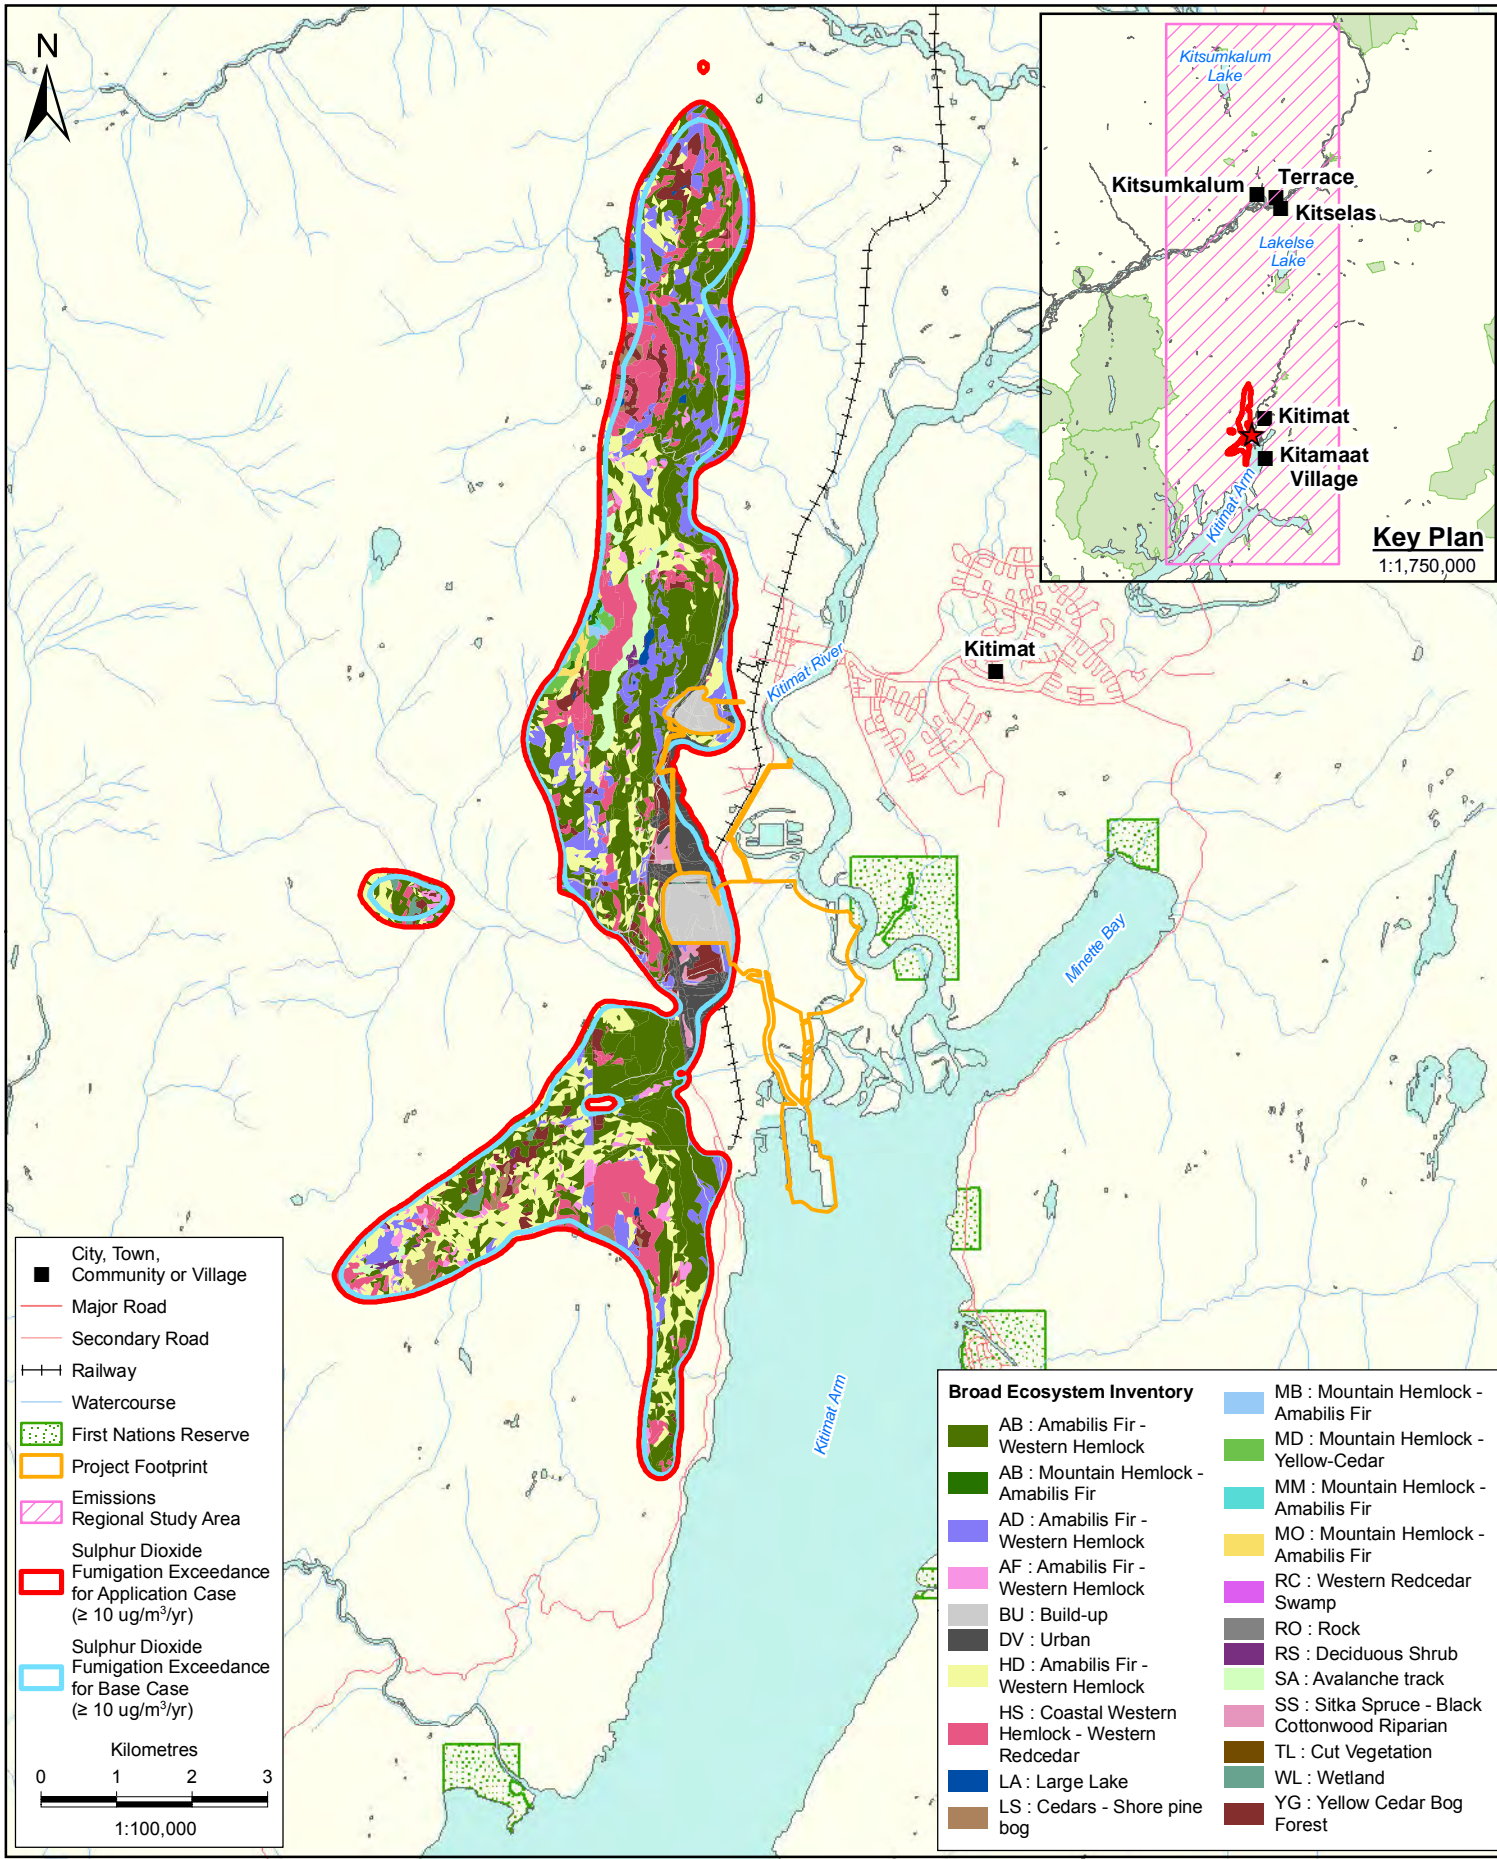 N
Kitsumkalum
Lake
Kitsumkalum
Terrace
Kitselas
Lakelse
Lake
Kitimat
Kitamaat
Village
Kitimat Arm
Key Plan
1:1,750,000
Kitimat
Kitimat River
Minette Bay
Kitimat Arm
City, Town,
Community or Village
Major Road
Secondary Road
Railway
Watercourse
First Nations Reserve
Project Footprint
Emissions
Regional Study Area
Sulphur Dioxide
Fumigation Exceedance
for Application Case
(≥ 10 ug/m³/yr)
Sulphur Dioxide
Fumigation Exceedance
for Base Case
(≥ 10 ug/m³/yr)
Kilometres
0 1 2 3
1:100,000
Broad Ecosystem Inventory
AB : Amabilis Fir -
Western Hemlock
AB : Mountain Hemlock -
Amabilis Fir
AD : Amabilis Fir -
Western Hemlock
AF : Amabilis Fir -
Western Hemlock
BU : Build-up
DV : Urban
HD : Amabilis Fir -
Western Hemlock
HS : Coastal Western
Hemlock - Western
Redcedar
LA : Large Lake
LS : Cedars - Shore pine
bog
MB : Mountain Hemlock -
Amabilis Fir
MD : Mountain Hemlock -
Yellow-Cedar
MM : Mountain Hemlock -
Amabilis Fir
MO : Mountain Hemlock -
Amabilis Fir
RC : Western Redcedar
Swamp
RO : Rock
RS : Deciduous Shrub
SA : Avalanche track
SS : Sitka Spruce - Black
Cottonwood Riparian
TL : Cut Vegetation
WL : Wetland
YG : Yellow Cedar Bog
Forest